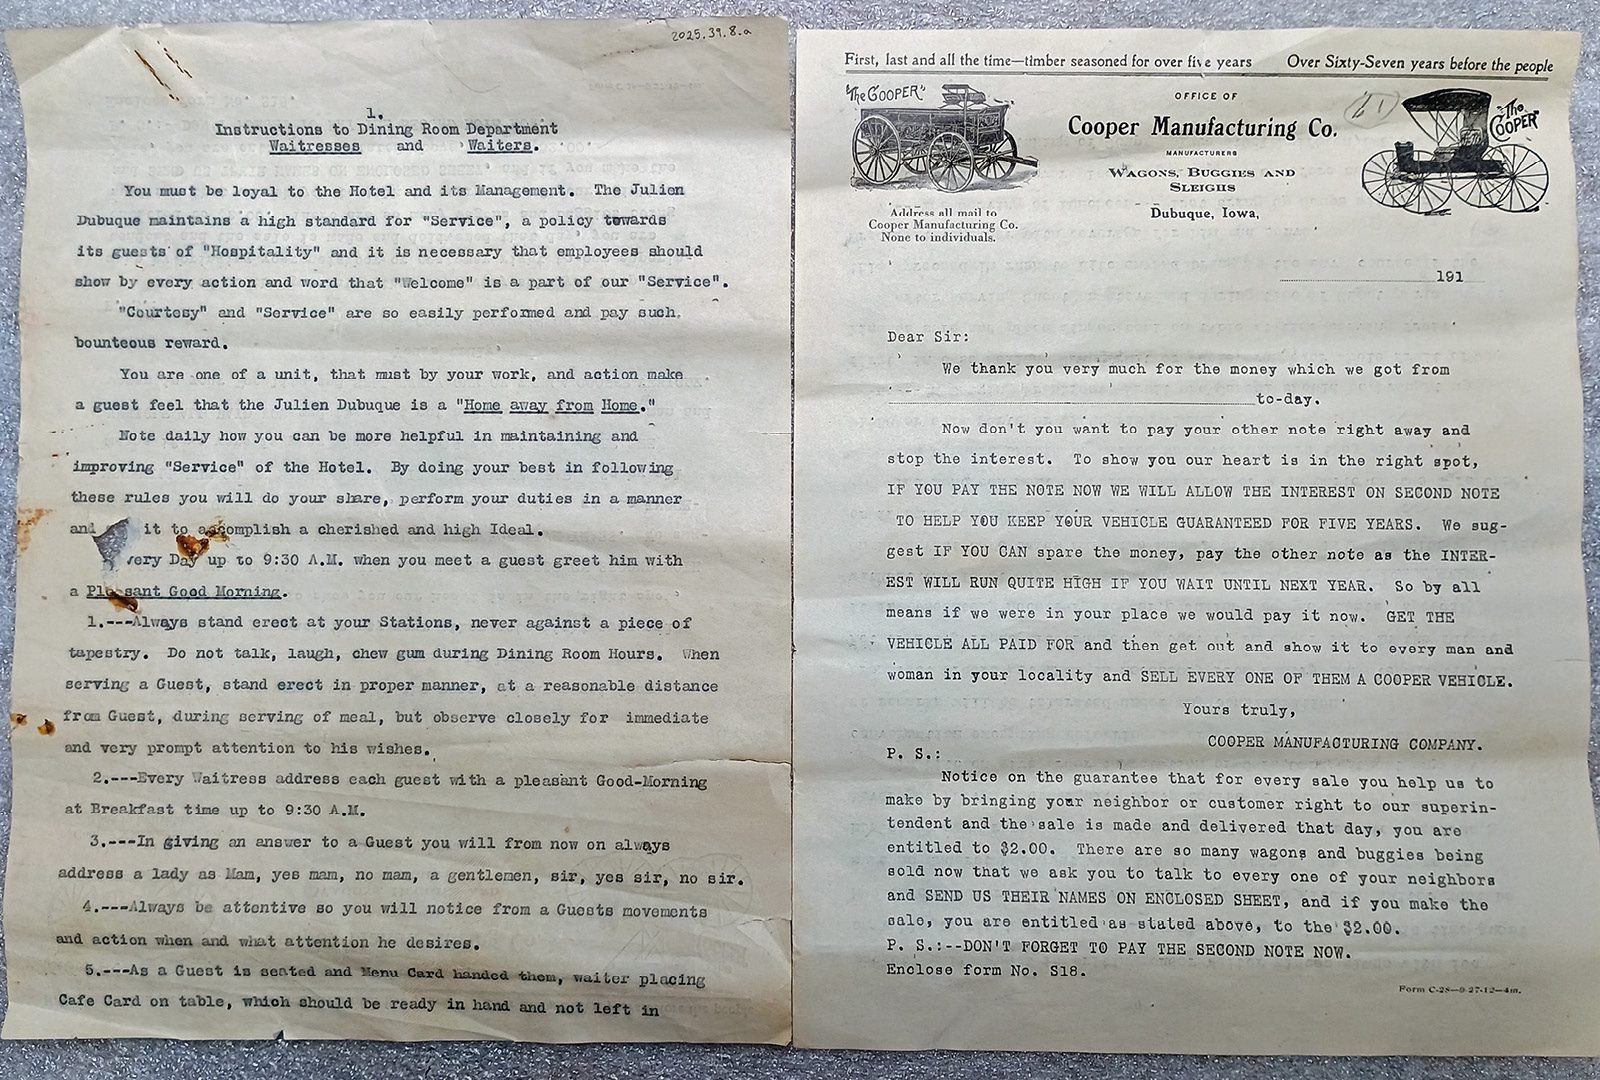 2025.39.8.a
1.
Instructions to Dining Room Department
Waitresses and Waiters.
You must be loyal to the Hotel and its Management. The Julien
Dubuque maintains a high standard for "Service", a policy towards
its guests of "Hospitality" and it is necessary that employees should
show by every action and word that "Welcome" is a part of our "Service".
"Courtesy" and "Service" are so easily performed and pay such
bounteous reward.
You are one of a unit, that must by your work, and action make
a guest feel that the Julien Dubuque is a "Home away from Home."
Note daily how you can be more helpful in maintaining and
improving "Service" of the Hotel. By doing your best in following
these rules you will do your share, perform your duties in a manner
and it to accomplish a cherished and high Ideal.
very Day up to 9:30 A.M. when you meet a guest greet him with
a Pleasant Good Morning.
1.---Always stand erect at your Stations, never against a piece of
tapestry. Do not talk, laugh, chew gum during Dining Room Hours. When
serving a Guest, stand erect in proper manner, at a reasonable distance
from Guest, during serving of meal, but observe closely for immediate
and very prompt attention to his wishes.
2.---Every Waitress address each guest with a pleasant Good-Morning
at Breakfast time up to 9:30 A.M.
3.---In giving an answer to a Guest you will from now on always
address a lady as Mam, yes mam, no mam, a gentlemen, sir, yes sir, no sir.
4.---Always be attentive so you will notice from a Guests movements
and action when and what attention he desires.
5.---As a Guest is seated and Menu Card handed them, waiter placing
Cafe Card on table, which should be ready in hand and not left in
First, last and all the time—timber seasoned for over five years Over Sixty-Seven years before the people
"The COOPER"
OFFICE OF
Cooper Manufacturing Co.
MANUFACTURERS
WAGONS, BUGGIES AND
SLEIGHS
Dubuque, Iowa,
"The COOPER"
Address all mail to
Cooper Manufacturing Co.
None to individuals.
191
Dear Sir:
We thank you very much for the money which we got from
to-day.
Now don't you want to pay your other note right away and
stop the interest. To show you our heart is in the right spot,
IF YOU PAY THE NOTE NOW WE WILL ALLOW THE INTEREST ON SECOND NOTE
TO HELP YOU KEEP YOUR VEHICLE GUARANTEED FOR FIVE YEARS. We sug-
gest IF YOU CAN spare the money, pay the other note as the INTER-
EST WILL RUN QUITE HIGH IF YOU WAIT UNTIL NEXT YEAR. So by all
means if we were in your place we would pay it now. GET THE
VEHICLE ALL PAID FOR and then get out and show it to every man and
woman in your locality and SELL EVERY ONE OF THEM A COOPER VEHICLE.
Yours truly,
COOPER MANUFACTURING COMPANY.
P. S.:
Notice on the guarantee that for every sale you help us to
make by bringing your neighbor or customer right to our superin-
tendent and the sale is made and delivered that day, you are
entitled to $2.00. There are so many wagons and buggies being
sold now that we ask you to talk to every one of your neighbors
and SEND US THEIR NAMES ON ENCLOSED SHEET, and if you make the
sale, you are entitled as stated above, to the $2.00.
P. S.:--DON'T FORGET TO PAY THE SECOND NOTE NOW.
Enclose form No. S18.
Form C-28—9-27-12—4m.